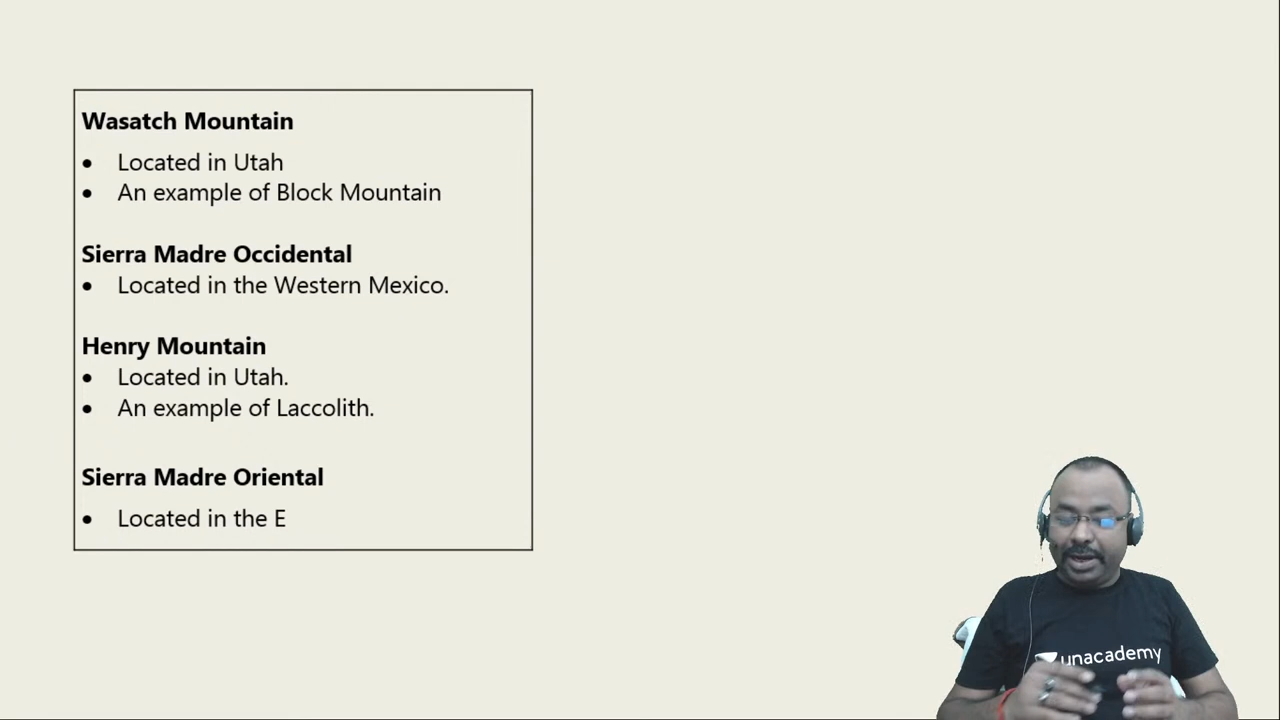 Wasatch Mountain
• Located in Utah
• An example of Block Mountain
Sierra Madre Occidental
• Located in the Western Mexico.
Henry Mountain
• Located in Utah.
• An example of Laccolith.
Sierra Madre Oriental
• Located in the E
unacademy